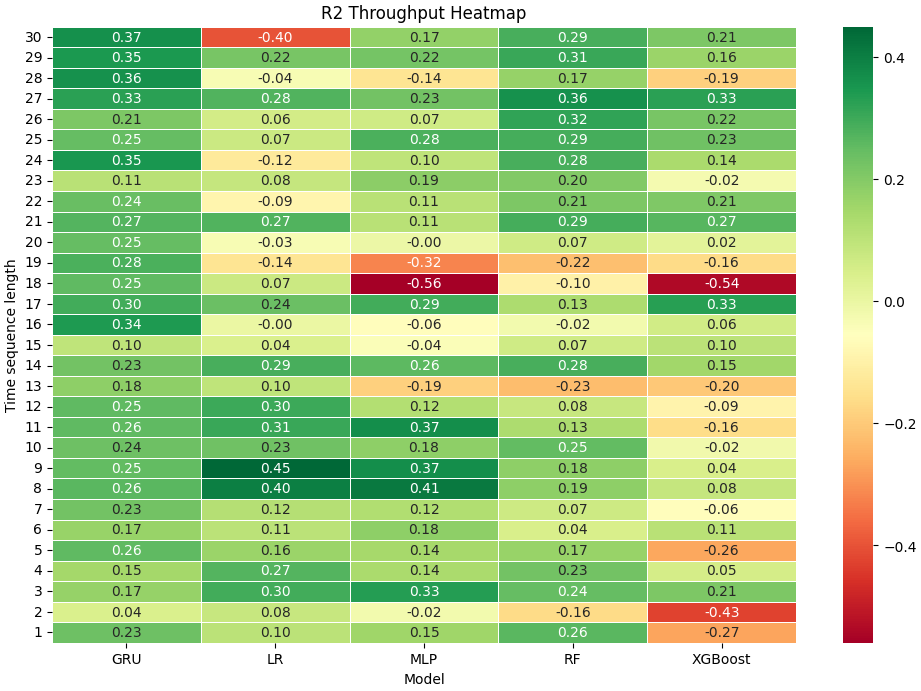 R2 Throughput Heatmap
30 0.37 -0.40 0.17 0.29 0.21
29 0.35 0.22 0.22 0.31 0.16
28 0.36 -0.04 -0.14 0.17 -0.19
27 0.33 0.28 0.23 0.36 0.33
26 0.21 0.06 0.07 0.32 0.22
25 0.25 0.07 0.28 0.29 0.23
24 0.35 -0.12 0.10 0.28 0.14
23 0.11 0.08 0.19 0.20 -0.02
22 0.24 -0.09 0.11 0.21 0.21
21 0.27 0.27 0.11 0.29 0.27
20 0.25 -0.03 -0.00 0.07 0.02
19 0.28 -0.14 -0.32 -0.22 -0.16
18 0.25 0.07 -0.56 -0.10 -0.54
17 0.30 0.24 0.29 0.13 0.33
16 0.34 -0.00 -0.06 -0.02 0.06
15 0.10 0.04 -0.04 0.07 0.10
14 0.23 0.29 0.26 0.28 0.15
13 0.18 0.10 -0.19 -0.23 -0.20
12 0.25 0.30 0.12 0.08 -0.09
11 0.26 0.31 0.37 0.13 -0.16
10 0.24 0.23 0.18 0.25 -0.02
9 0.25 0.45 0.37 0.18 0.04
8 0.26 0.40 0.41 0.19 0.08
7 0.23 0.12 0.12 0.07 -0.06
6 0.17 0.11 0.18 0.04 0.11
5 0.26 0.16 0.14 0.17 -0.26
4 0.15 0.27 0.14 0.23 0.05
3 0.17 0.30 0.33 0.24 0.21
2 0.04 0.08 -0.02 -0.16 -0.43
1 0.23 0.10 0.15 0.26 -0.27
GRU LR MLP RF XGBoost
Model
Time sequence length
0.4
0.2
0.0
−0.2
−0.4